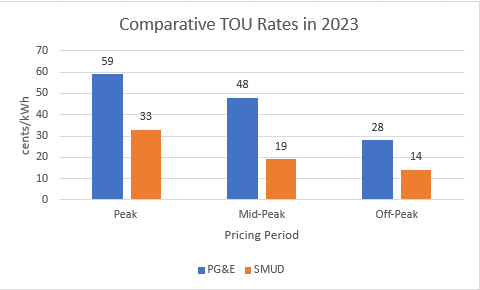 Comparative TOU Rates in 2023
70
60
50
40
30
20
10
0
cents/kWh
59
33
48
19
28
14
Peak
Mid-Peak
Off-Peak
Pricing Period
PG&E
SMUD